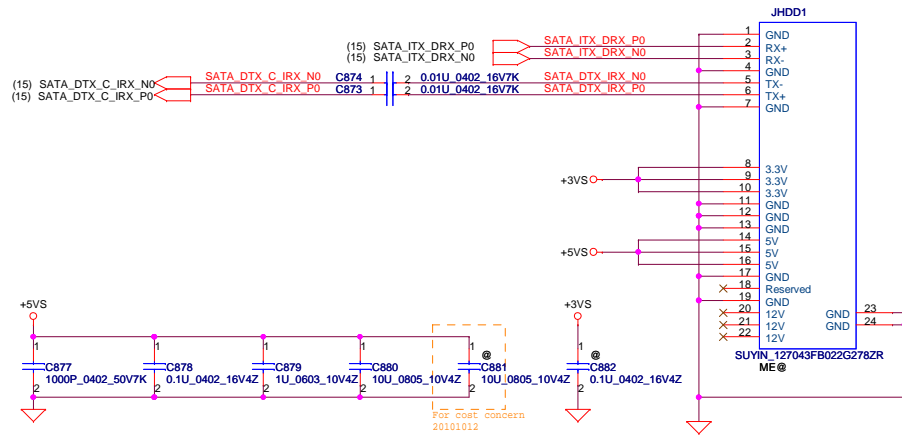 JHDD1
1 GND
(15) SATA_ITX_DRX_P0 SATA_ITX_DRX_P0 2 RX+
(15) SATA_ITX_DRX_N0 SATA_ITX_DRX_N0 3 RX-
4 GND
(15) SATA_DTX_C_IRX_N0 SATA_DTX_C_IRX_N0 C874 1 2 0.01U_0402_16V7K SATA_DTX_IRX_N0 5 TX-
(15) SATA_DTX_C_IRX_P0 SATA_DTX_C_IRX_P0 C873 1 2 0.01U_0402_16V7K SATA_DTX_IRX_P0 6 TX+
7 GND
8 3.3V
+3VS 9 3.3V
10 3.3V
11 GND
12 GND
13 GND
14 5V
+5VS 15 5V
16 5V
17 GND
18 Reserved
19 GND
20 12V GND 23
21 12V GND 24
22 12V
SUYIN_127043FB022G278ZR
ME@
+5VS +3VS
1 1 1 1 1 @ 1 @
C877 C878 C879 C880 C881 C882
1000P_0402_50V7K 0.1U_0402_16V4Z 1U_0603_10V4Z 10U_0805_10V4Z 10U_0805_10V4Z 0.1U_0402_16V4Z
2 2 2 2 2 2
For cost concern
20101012